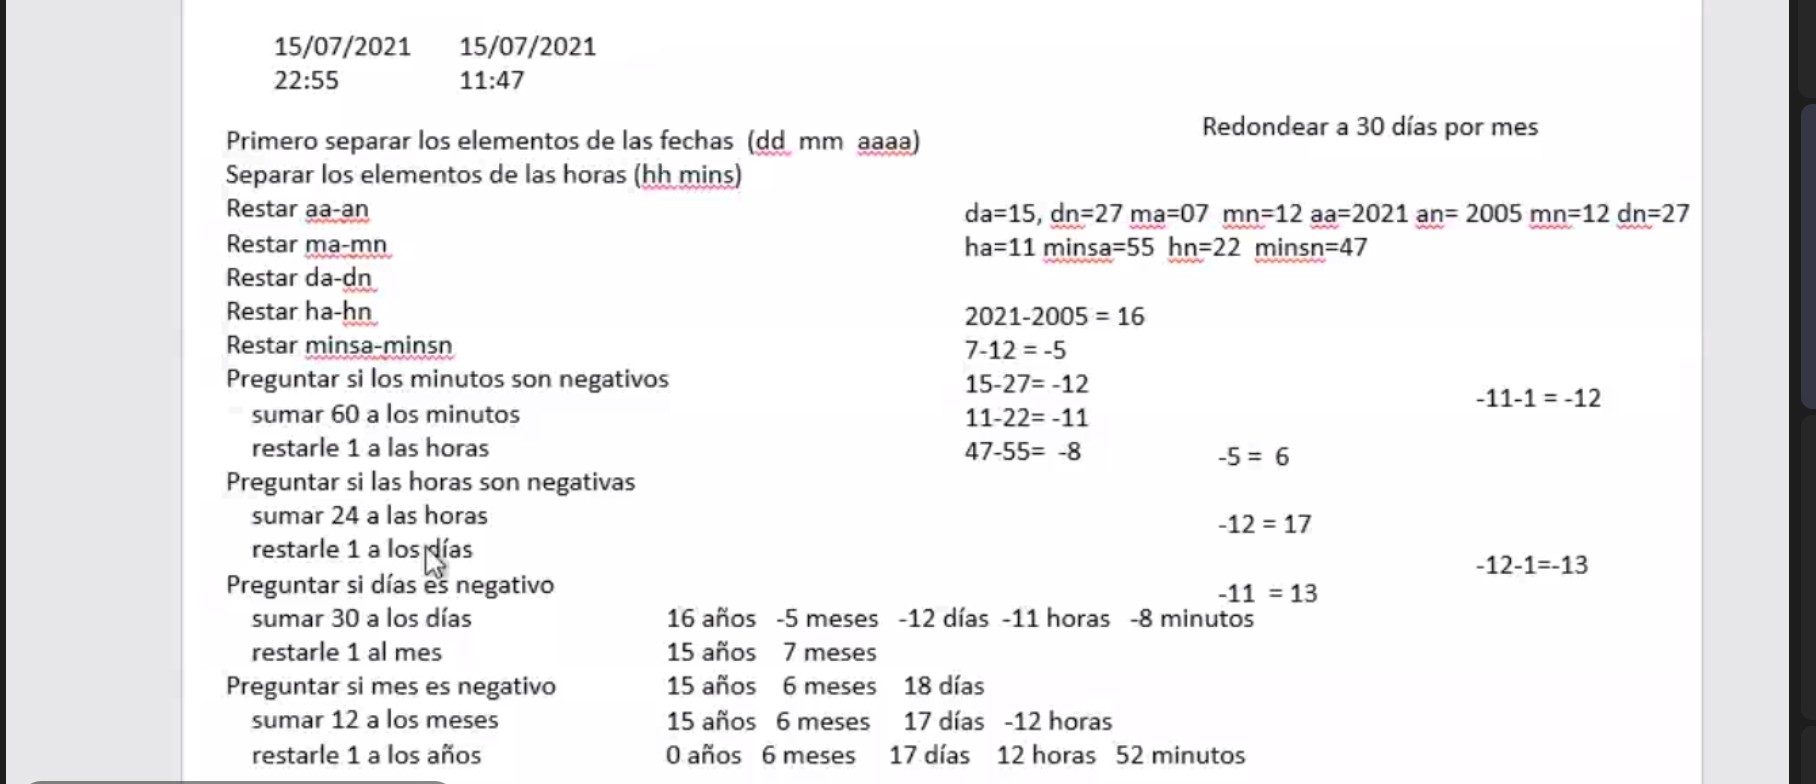 15/07/2021 15/07/2021
22:55 11:47
Redondear a 30 días por mes
Primero separar los elementos de las fechas (dd mm aaaa)
Separar los elementos de las horas (hh mins)
Restar aa-an
Restar ma-mn
Restar da-dn
Restar ha-hn
Restar minsa-minsn
Preguntar si los minutos son negativos
sumar 60 a los minutos
restarle 1 a las horas
Preguntar si las horas son negativas
sumar 24 a las horas
restarle 1 a los días
Preguntar si días es negativo
sumar 30 a los días
restarle 1 al mes
Preguntar si mes es negativo
sumar 12 a los meses
restarle 1 a los años
da=15, dn=27 ma=07 mn=12 aa=2021 an= 2005 mn=12 dn=27
ha=11 minsa=55 hn=22 minsn=47
2021-2005 = 16
7-12 = -5
15-27= -12
11-22= -11
47-55= -8
-11-1 = -12
-5 = 6
-12 = 17
-12-1=-13
-11 = 13
16 años -5 meses -12 días -11 horas -8 minutos
15 años 7 meses
15 años 6 meses 18 días
15 años 6 meses 17 días -12 horas
0 años 6 meses 17 días 12 horas 52 minutos